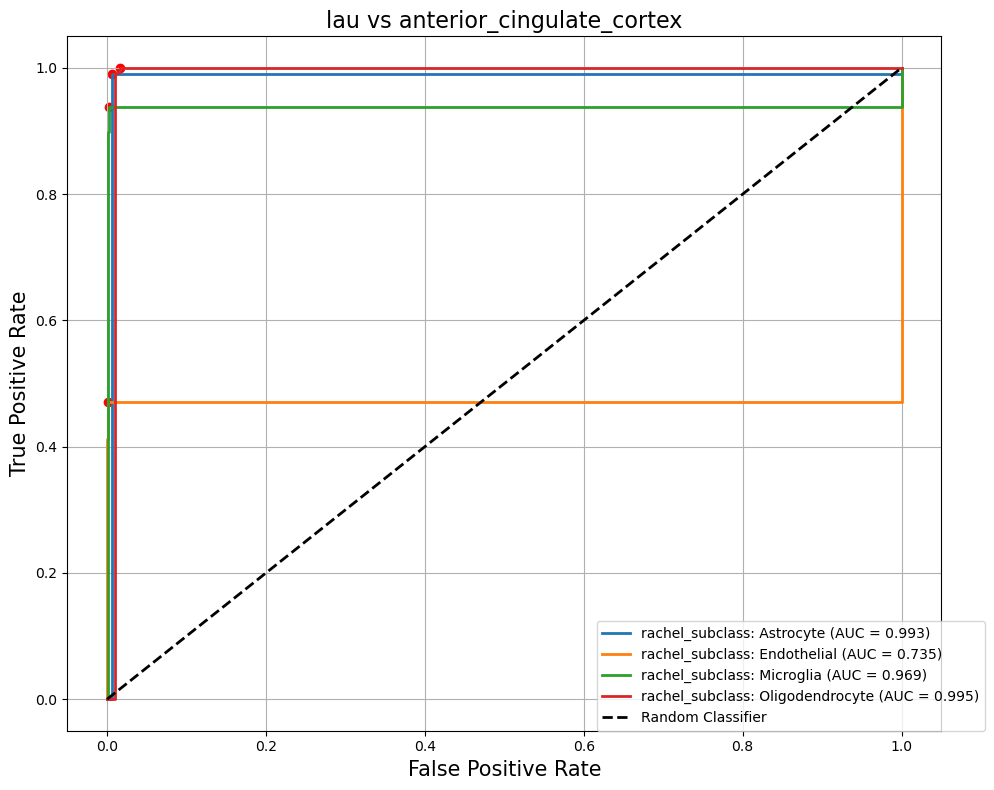 lau vs anterior_cingulate_cortex
True Positive Rate
1.0
0.8
0.6
0.4
0.2
0.0
0.0 0.2 0.4 0.6 0.8 1.0
False Positive Rate
rachel_subclass: Astrocyte (AUC = 0.993)
rachel_subclass: Endothelial (AUC = 0.735)
rachel_subclass: Microglia (AUC = 0.969)
rachel_subclass: Oligodendrocyte (AUC = 0.995)
Random Classifier